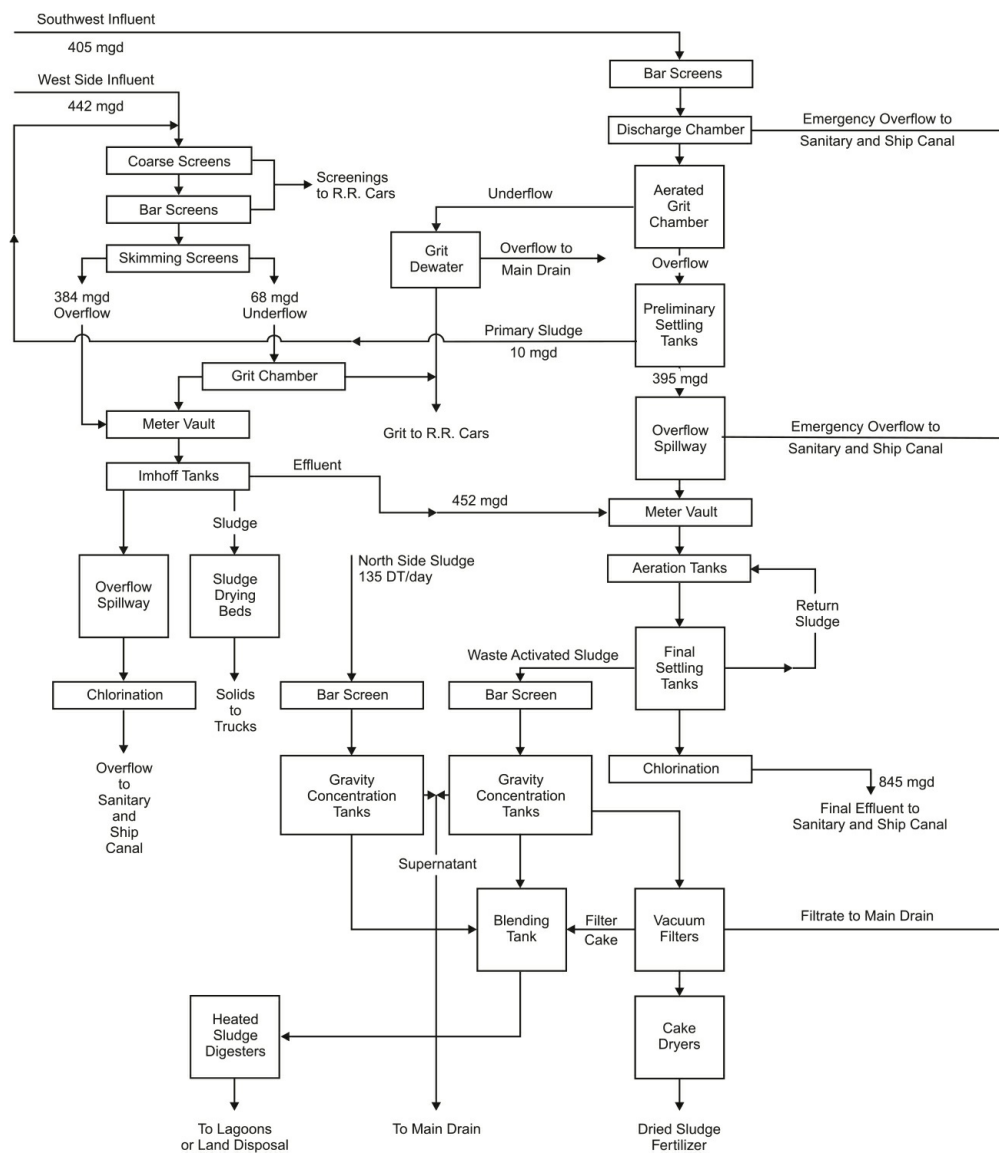 Southwest Influent
405 mgd
Bar Screens
West Side Influent
442 mgd
Discharge Chamber
Emergency Overflow to
Sanitary and Ship Canal
Coarse Screens
Screenings
to R.R. Cars
Bar Screens
Underflow
Aerated
Grit
Chamber
Skimming Screens
Grit
Dewater
Overflow to
Main Drain
Overflow
384 mgd
Overflow
68 mgd
Underflow
Preliminary
Settling
Tanks
Primary Sludge
10 mgd
395 mgd
Grit Chamber
Meter Vault
Grit to R.R. Cars
Overflow
Spillway
Emergency Overflow to
Sanitary and Ship Canal
Imhoff Tanks
Effluent
452 mgd
Meter Vault
Sludge
North Side Sludge
135 DT/day
Aeration Tanks
Overflow
Spillway
Sludge
Drying
Beds
Return
Sludge
Waste Activated Sludge
Final
Settling
Tanks
Chlorination
Solids
to
Trucks
Bar Screen
Bar Screen
Overflow
to
Sanitary
and
Ship
Canal
Gravity
Concentration
Tanks
Gravity
Concentration
Tanks
Chlorination
845 mgd
Final Effluent to
Sanitary and Ship Canal
Supernatant
Blending
Tank
Filter
Cake
Vacuum
Filters
Filtrate to Main Drain
Heated
Sludge
Digesters
Cake
Dryers
To Lagoons
or Land Disposal
To Main Drain
Dried Sludge
Fertilizer